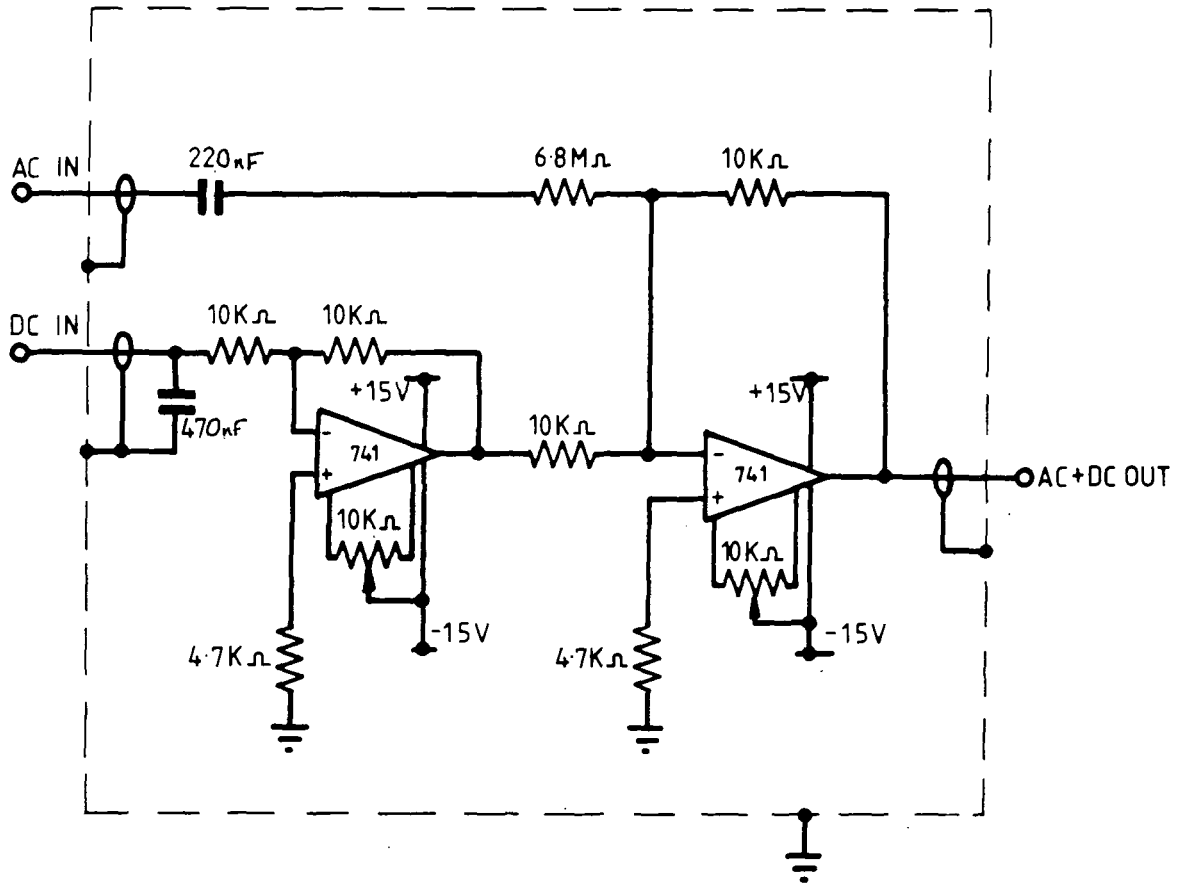 AC IN
220nF
6.8MΩ
10KΩ
DC IN
10KΩ
10KΩ
470nF
+15V
-
741
+
10KΩ
-15V
4.7KΩ
10KΩ
+15V
-
741
+
10KΩ
-15V
4.7KΩ
AC+DC OUT